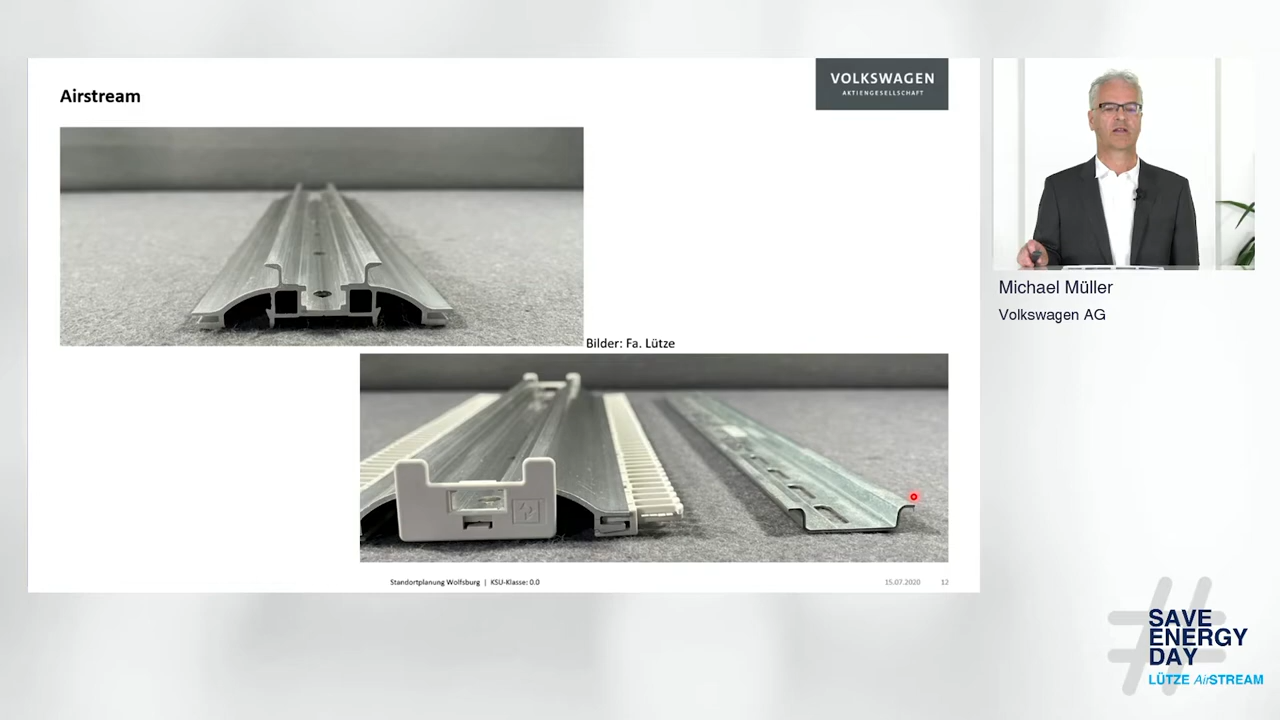 Airstream
VOLKSWAGEN
AKTIENGESELLSCHAFT
Bilder: Fa. Lütze
Standortplanung Wolfsburg | KSU-Klasse: 0.0
15.07.2020
12
Michael Müller
Volkswagen AG
#
SAVE
ENERGY
DAY
LÜTZE AirSTREAM